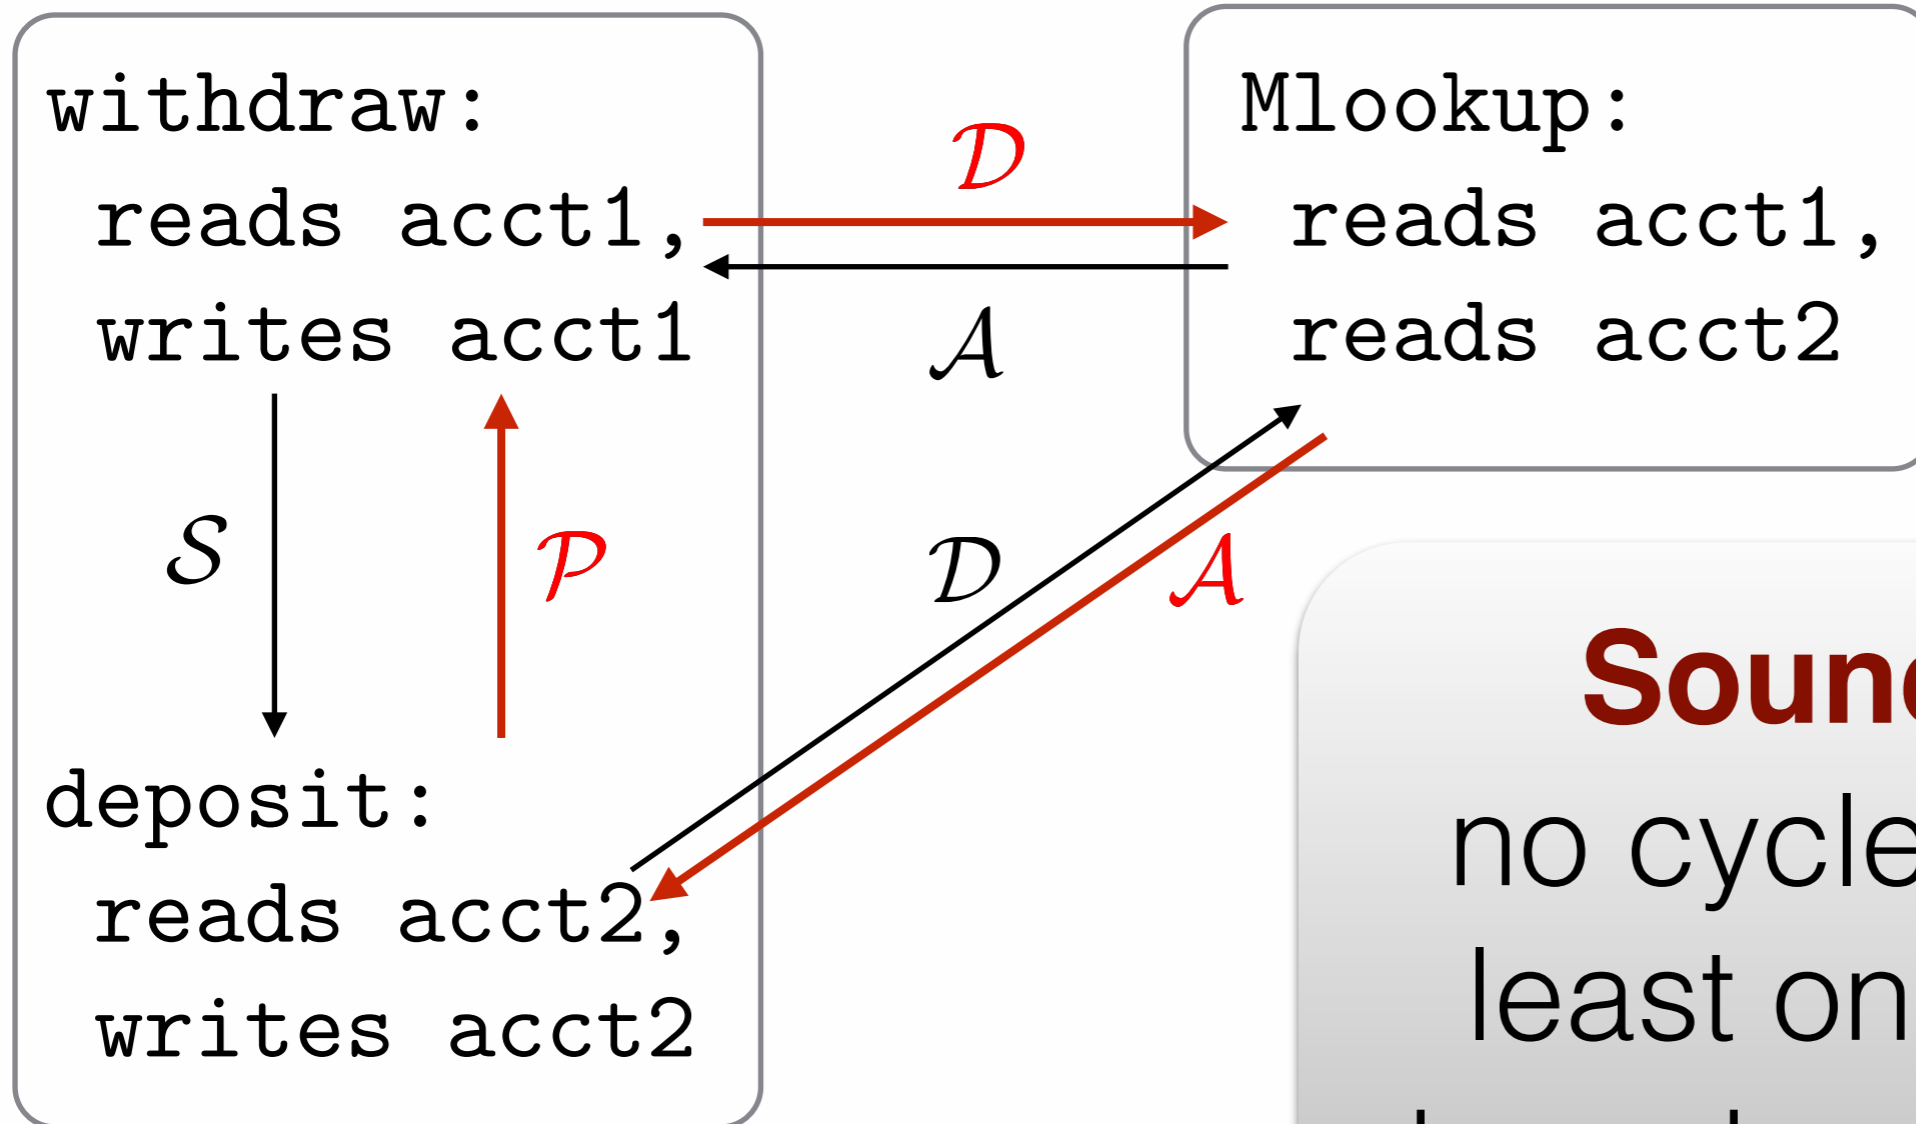 withdraw:
reads acct1,
writes acct1
S
P
deposit:
reads acct2,
writes acct2
D
A
D
A
Mlookup:
reads acct1,
reads acct2
no cycle
least on